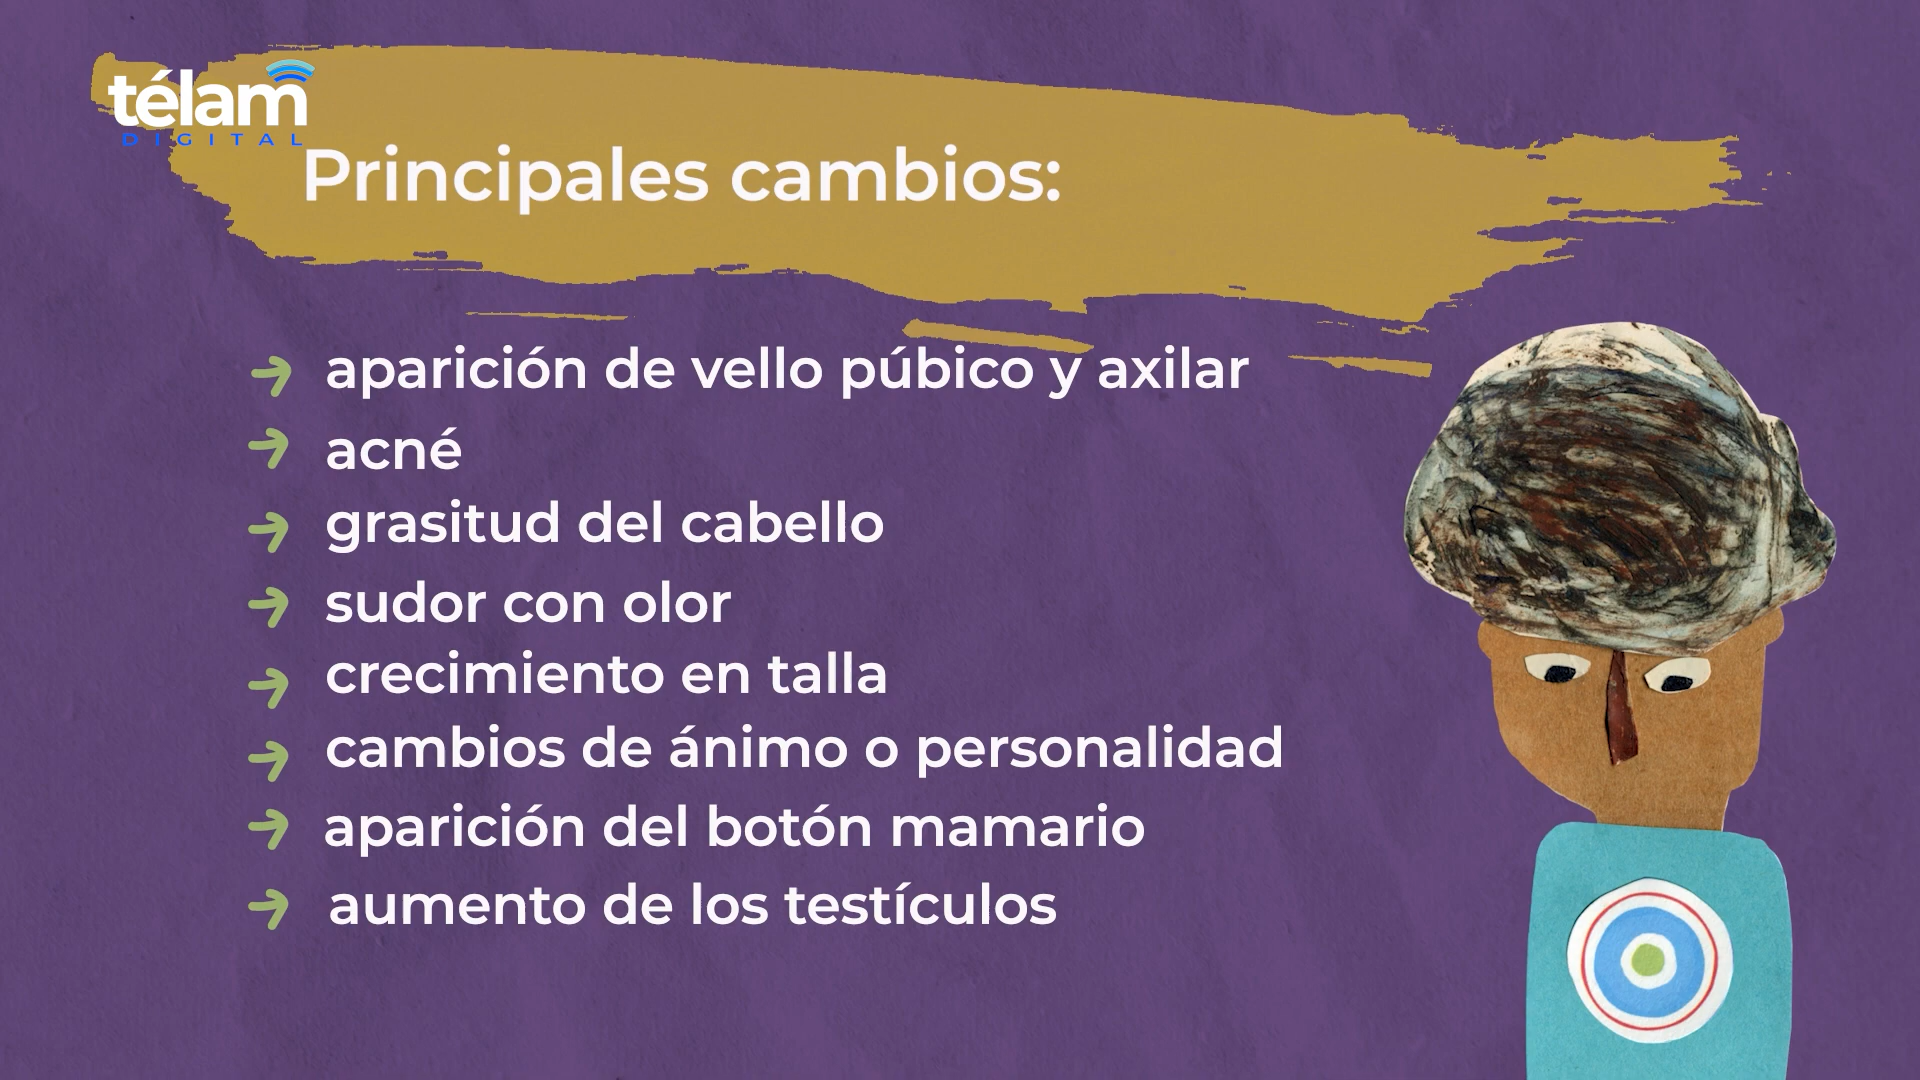 télam
DIGITAL
Principales cambios:
aparición de vello púbico y axilar
acné
grasitud del cabello
sudor con olor
crecimiento en talla
cambios de ánimo o personalidad
aparición del botón mamario
aumento de los testículos